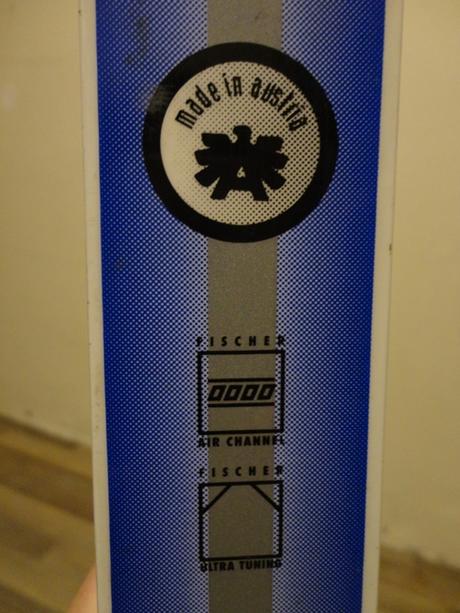 made in austria
FISCHER
AIR CHANNEL
FISCHER
ULTRA TUNING